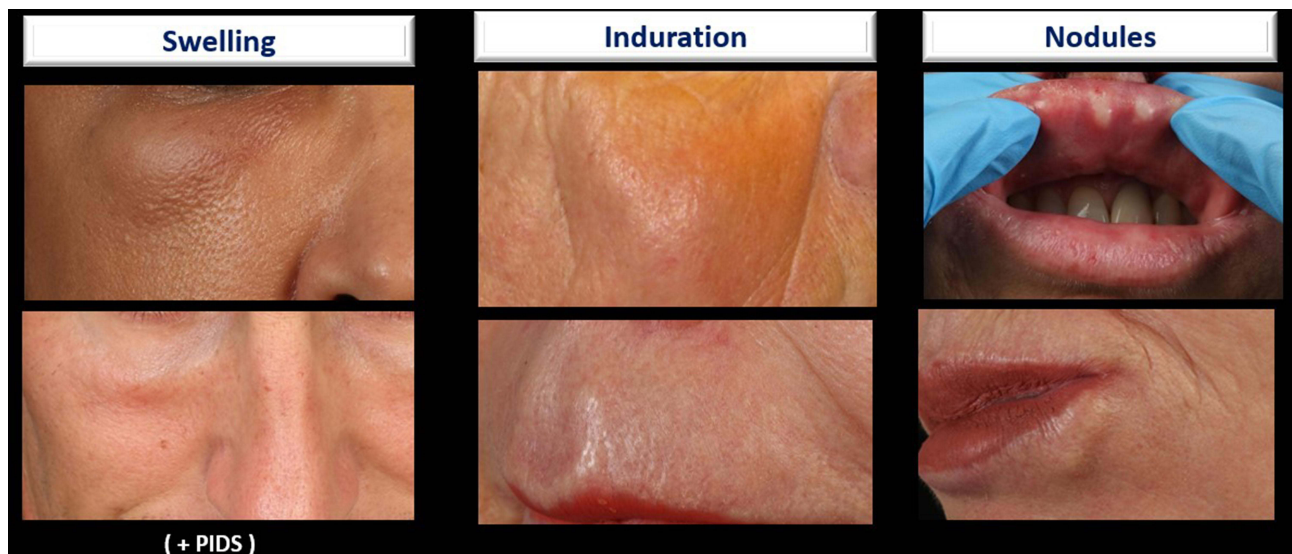 Swelling
Induration
Nodules
( + PIDS )